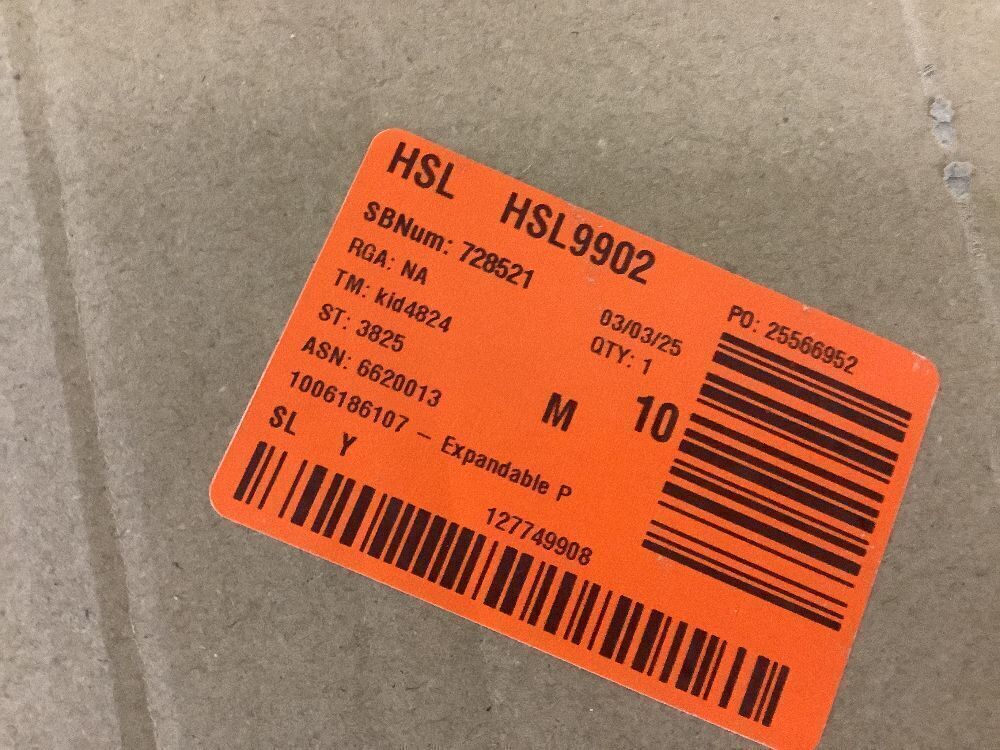 HSL HSL9902
SBNum: 728521
RGA: NA
03/03/25
PO: 25566952
TM: kid4824
QTY: 1
ST: 3825
ASN: 6620013
M 10
1006186107 – Expandable P
SL Y
127749908